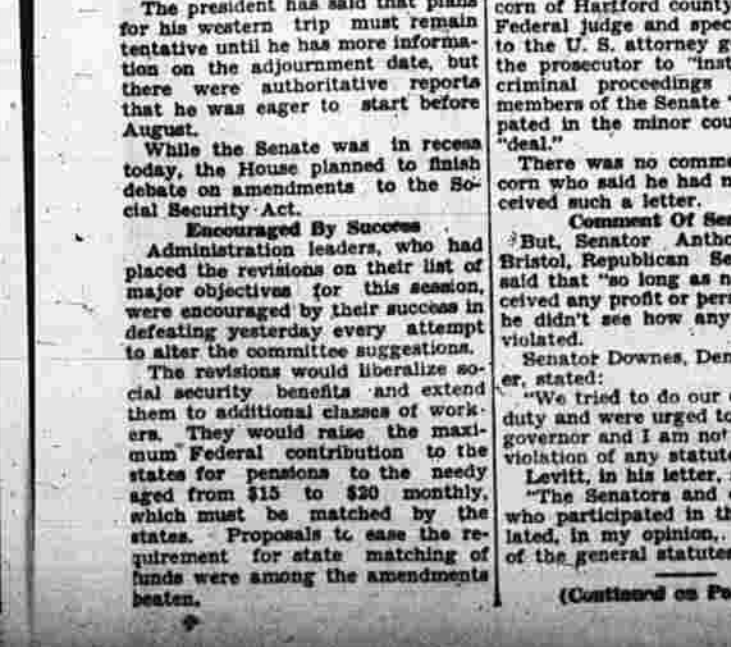 The president has said that plans
for his western trip must remain
tentative until he has more informa-
tion on the adjournment date, but
there were authoritative reports
that he was eager to start before
August.
While the Senate was in recess
today, the House planned to finish
debate on amendments to the So-
cial Security Act.
Encouraged By Success
Administration leaders, who had
placed the revisions on their list of
major objectives for this session,
were encouraged by their success in
defeating yesterday every attempt
to alter the committee suggestions.
The revisions would liberalize so-
cial security benefits and extend
them to additional classes of work-
ers. They would raise the maxi-
mum Federal contribution to the
states for pensions to the needy
aged from $15 to $20 monthly,
which must be matched by the
states. Proposals to ease the re-
quirement for state matching of
funds were among the amendments
beaten.
corn of Hartford county
Federal judge and spec
to the U. S. attorney g
the prosecutor to "inst
criminal proceedings
members of the Senate
pated in the minor cou
"deal."
There was no comme
corn who said he had n
ceived such a letter.
Comment Of Sen
But, Senator Antho
Bristol, Republican Se
said that "so long as n
ceived any profit or pers
he didn't see how any
violated.
Senator Downes, Dem
er, stated:
"We tried to do our
duty and were urged to
governor and I am not
violation of any statute
Levitt, in his letter,
"The Senators and
who participated in th
lated, in my opinion,
of the general statutes
(Continued on Pa